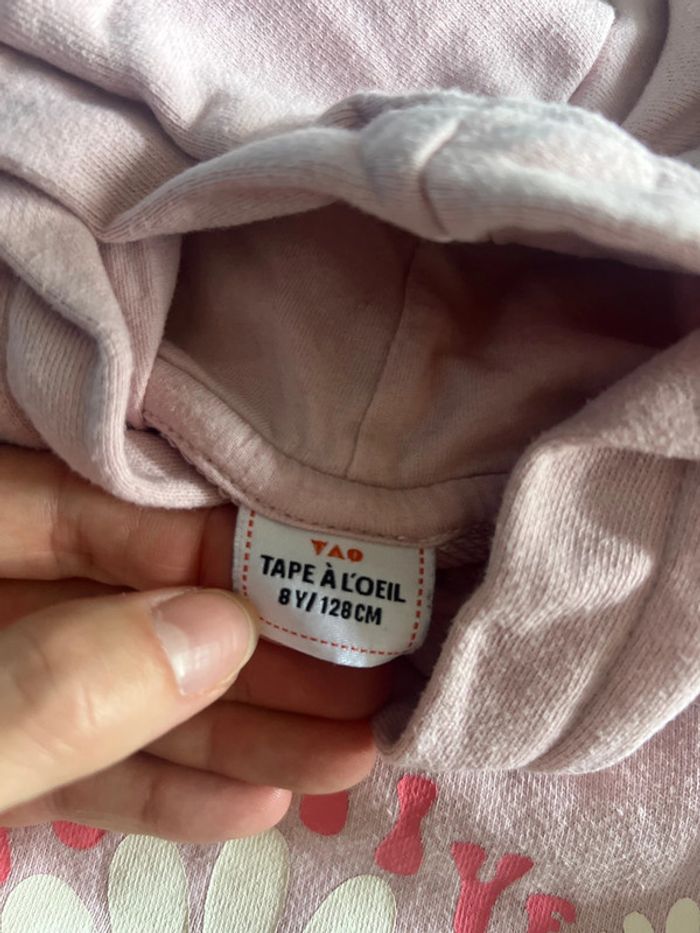 TAO
TAPE À L'OEIL
8 Y/ 128 CM